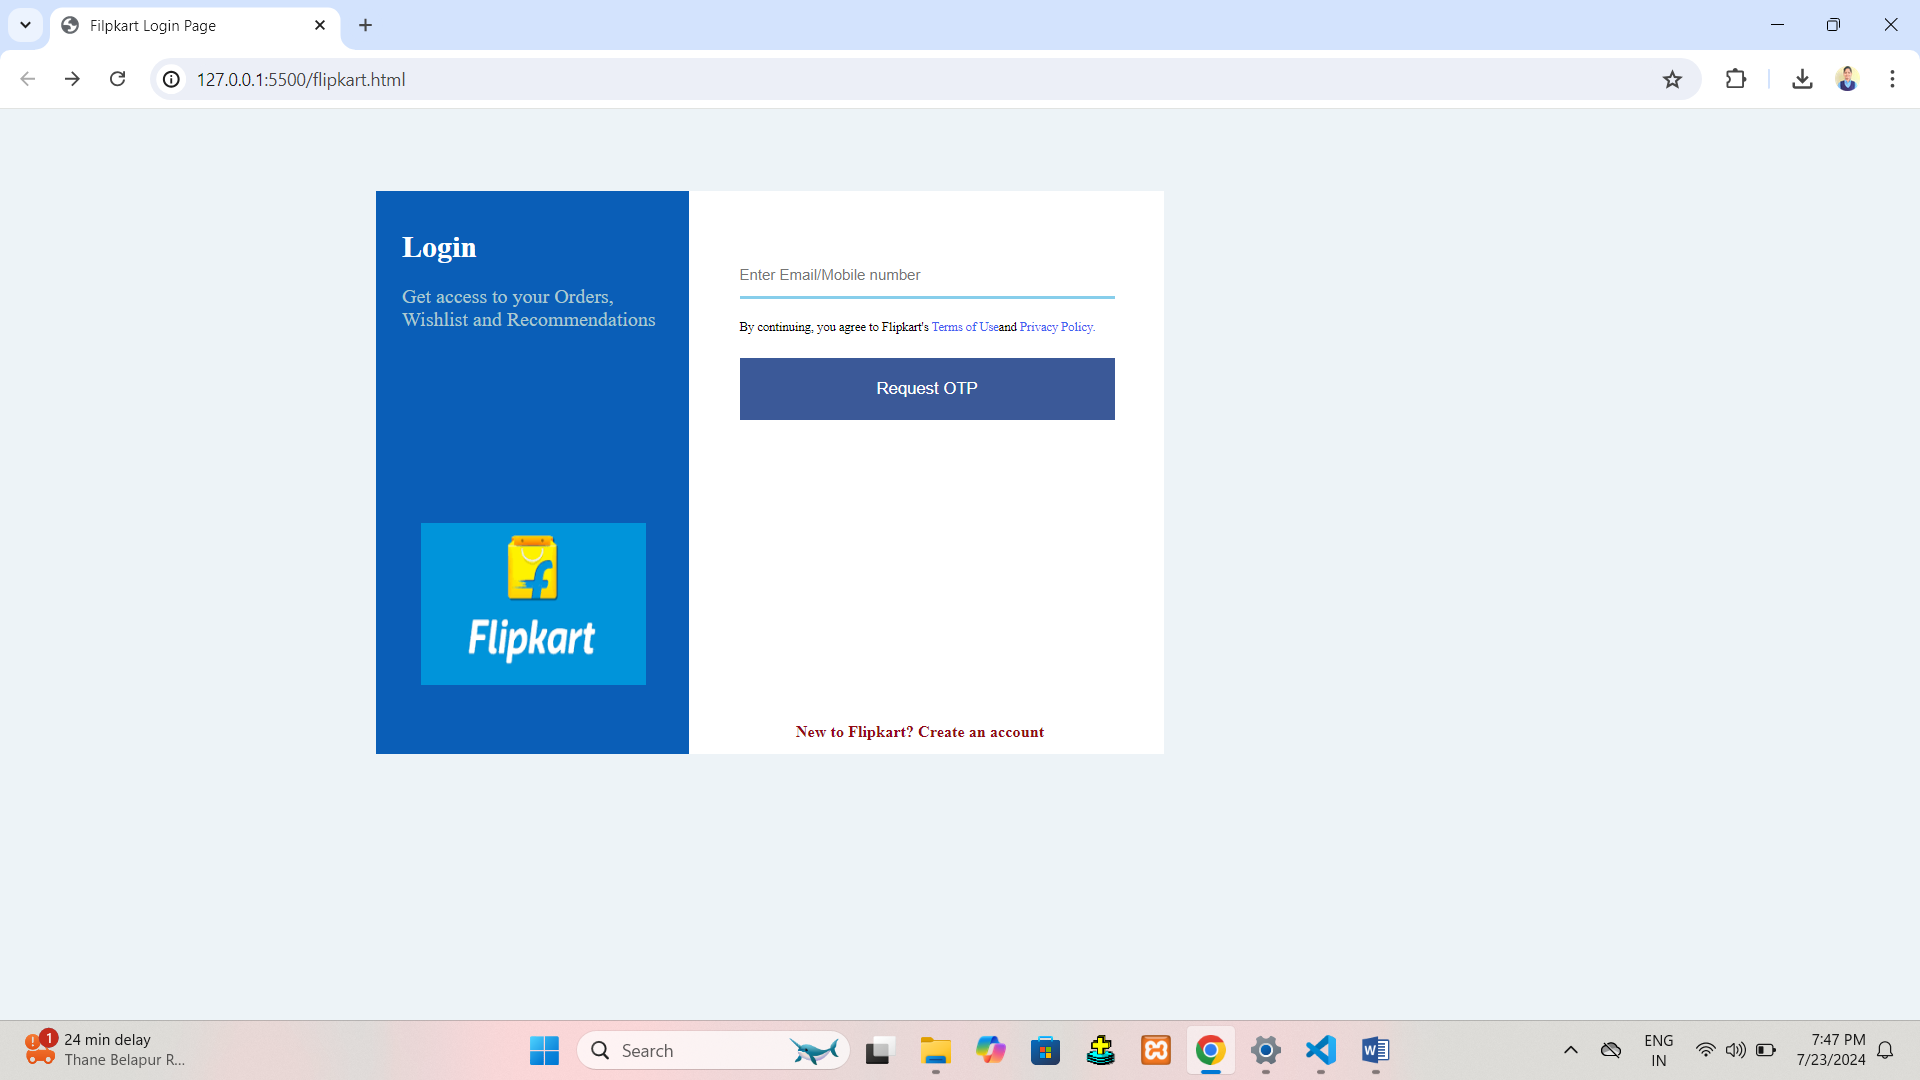 Filpkart Login Page
127.0.0.1:5500/flipkart.html
Login
Get access to your Orders,
Wishlist and Recommendations
Flipkart
Enter Email/Mobile number
By continuing, you agree to Flipkart's Terms of Useand Privacy Policy.
Request OTP
New to Flipkart? Create an account
1
24 min delay
Thane Belapur R...
Search
ENG
IN
7:47 PM
7/23/2024